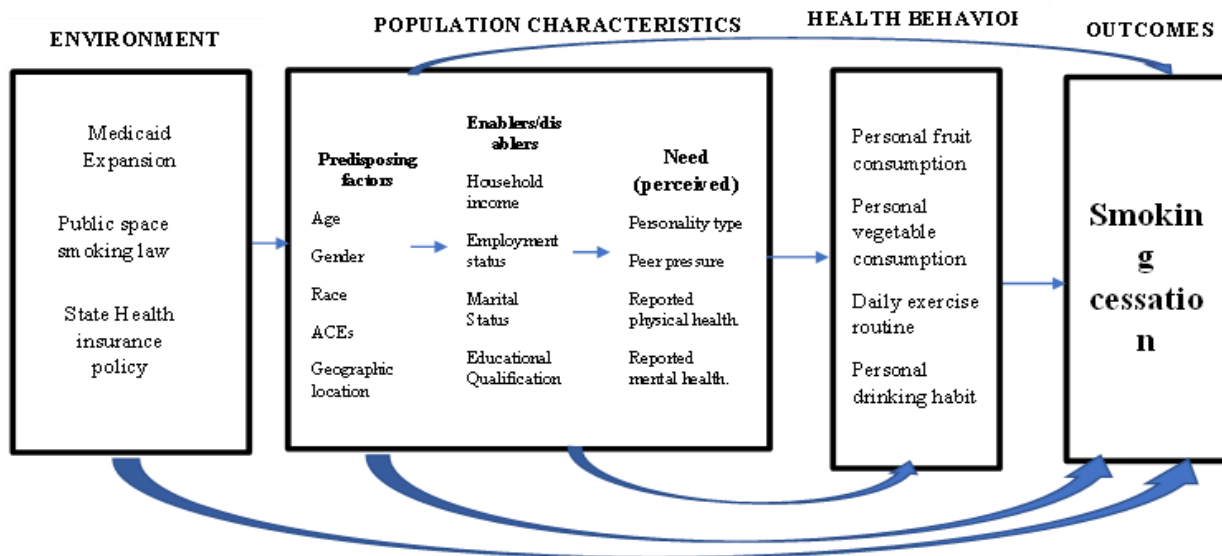 ENVIRONMENT
POPULATION CHARACTERISTICS
HEALTH BEHAVIOR
OUTCOMES
Medicaid
Expansion
Public space
smoking law
State Health
insurance
policy
Predisposing
factors
Age
Gender
Race
ACEs
Geographic
location
Enablers/dis
ablers
Household
income
Employment
status
Marital
Status
Educational
Qualification
Need
(perceived)
Personality type
Peer pressure
Reported
physical health.
Reported
mental health.
Personal fruit
consumption
Personal
vegetable
consumption
Daily exercise
routine
Personal
drinking habit
Smokin
g
cessatio
n